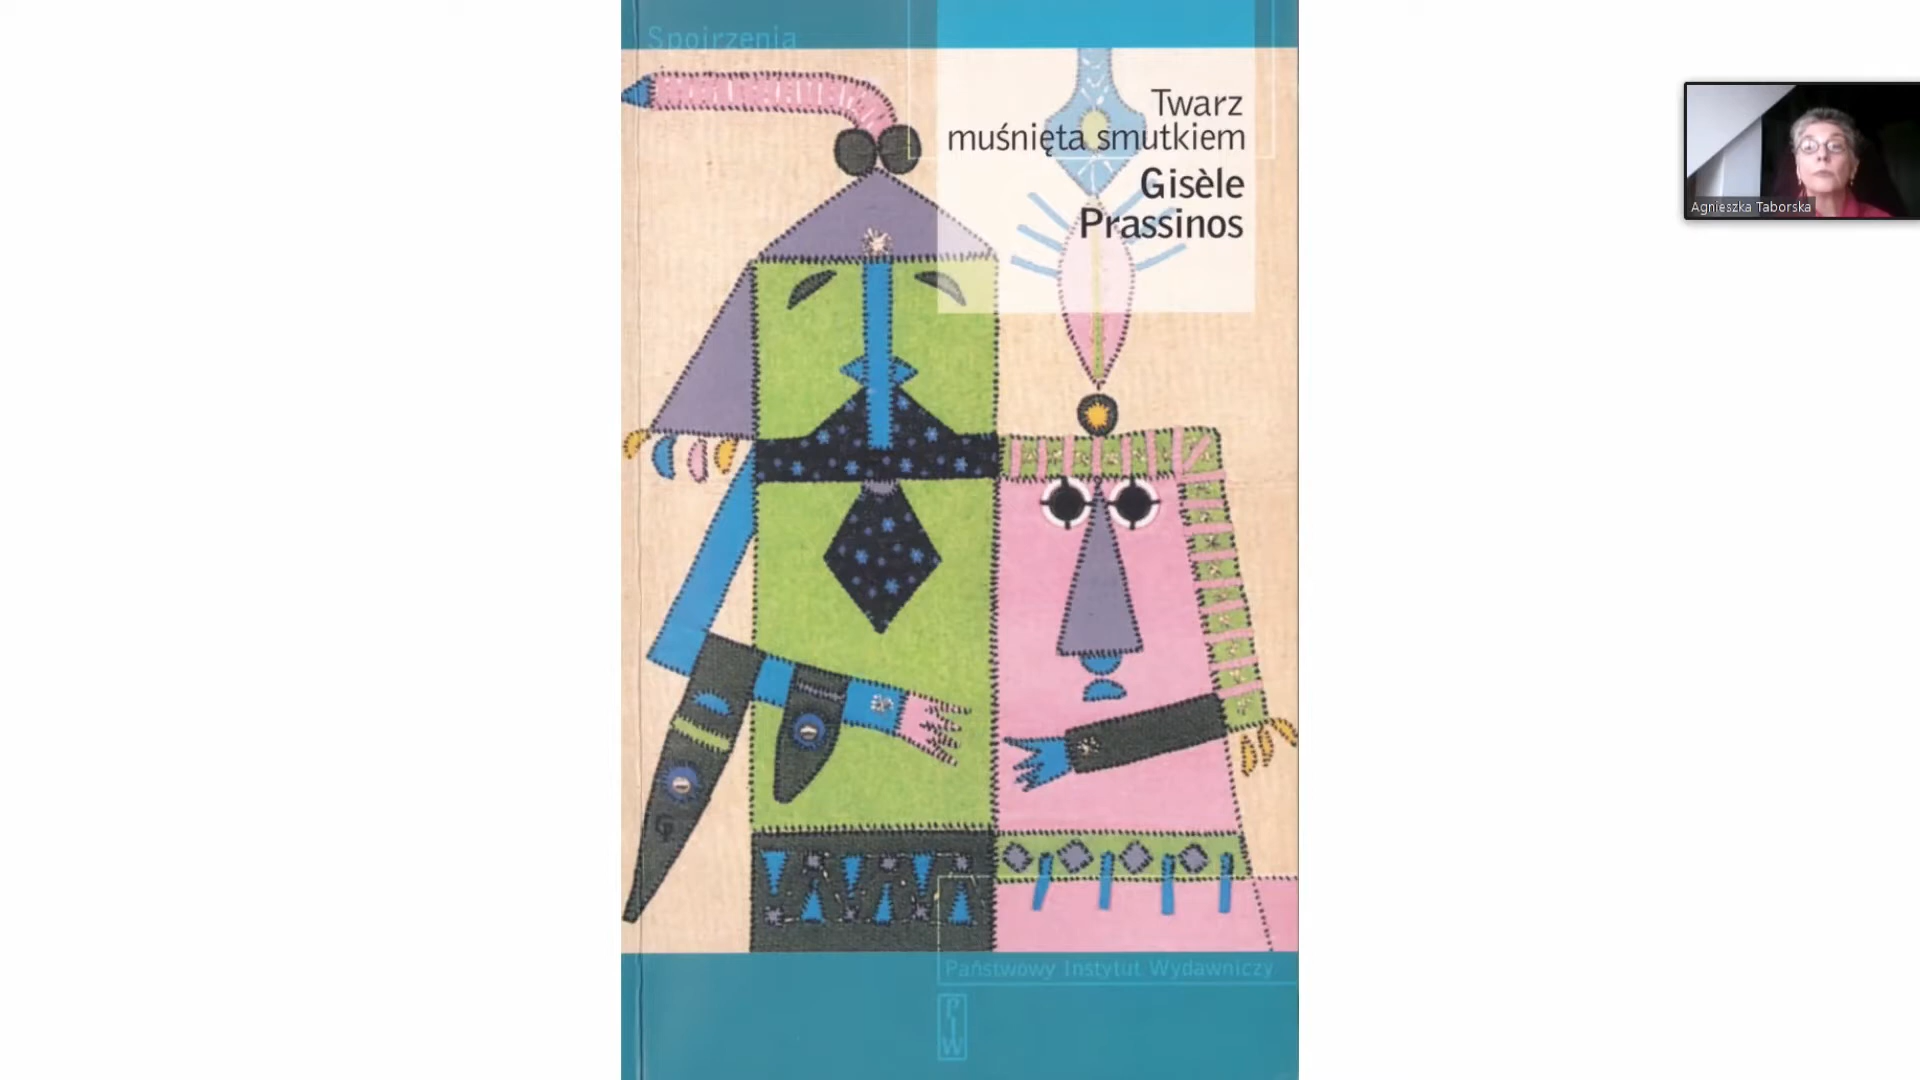 Spojrzenia
Twarz
muśnięta smutkiem
Gisèle
Prassinos
Agnieszka Taborska
Państwowy Instytut Wydawniczy
PIW